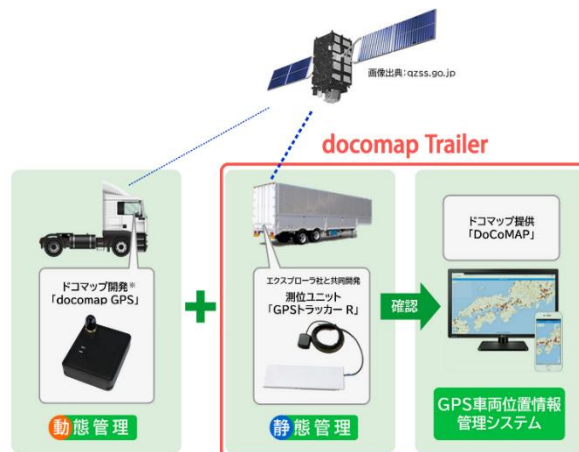 画像出典：qzss.go.jp
docomap Trailer
ドコマップ開発※
「docomap GPS」
動態管理
エクスプローラ社と共同開発
測位ユニット
「GPSトラッカー R」
静態管理
確認
ドコマップ提供
「DoCoMAP」
GPS車両位置情報
管理システム